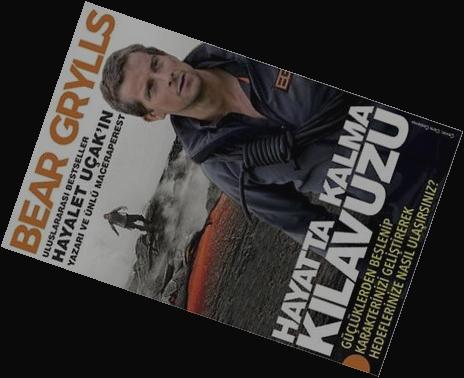 BEAR GRYLLS
ULUSLARARASI BESTSELLER
HAYALET UÇAK'IN
YAZARI VE ÜNLÜ MACERAPEREST
HAYATTA KALMA
KILAVUZU
GÜÇLÜKLERDEN BESLENİP
KARAKTERİNİZİ GELİŞTİREREK
HEDEFLERİNİZE NASIL ULAŞIRSINIZ?